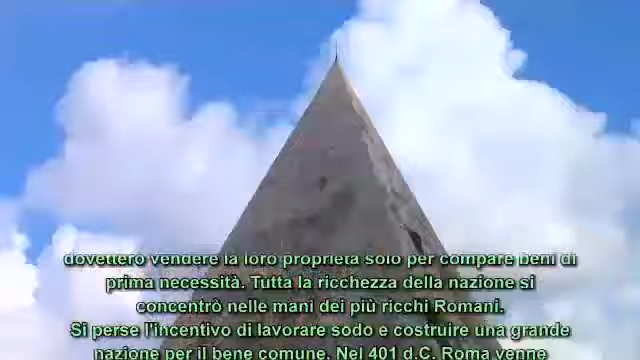 dovettero vendere la loro proprietà solo per compare beni di
prima necessità. Tutta la ricchezza della nazione si
concentrò nelle mani dei più ricchi Romani.
Si perse l'incentivo di lavorare sodo e costruire una grande
nazione per il bene comune. Nel 401 d.C. Roma venne